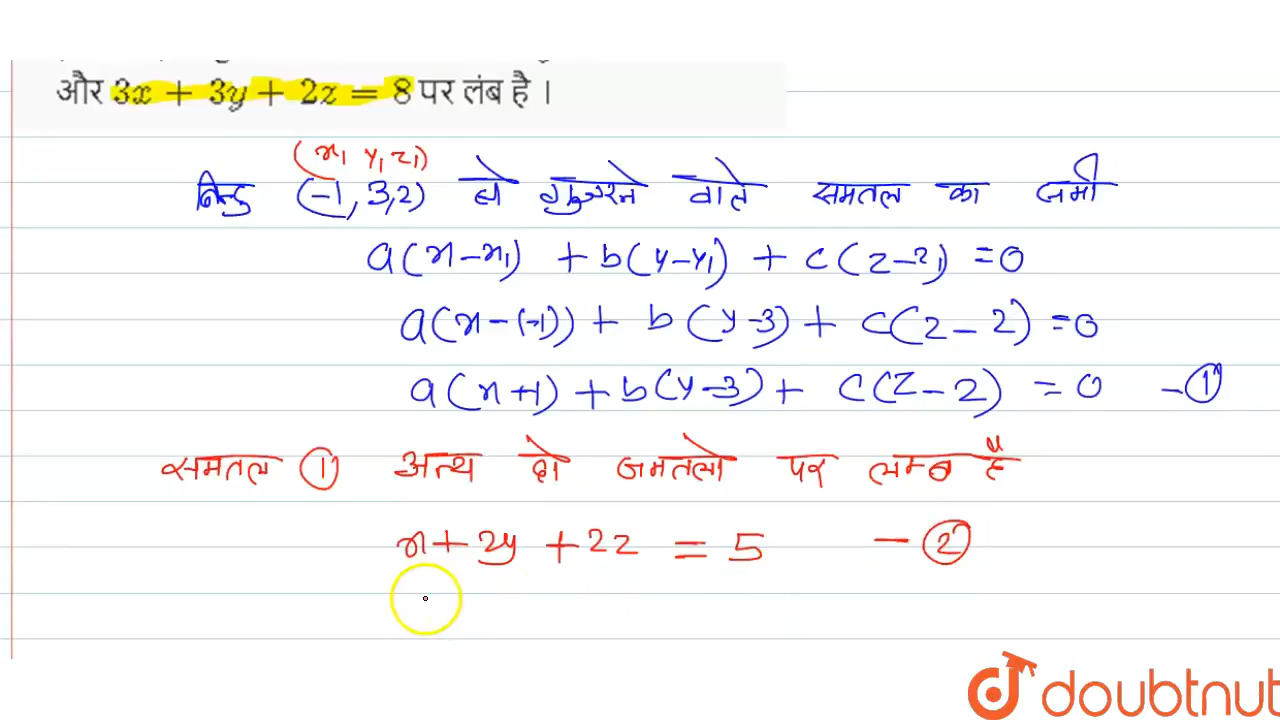 और 3x + 3y + 2z = 8 पर लंब है ।
(x₁ y₁ z₁)
बिन्दु (-1, 3, 2) से गुजरने वाले समतल का समी
a(x-x₁) + b(y-y₁) + c(z-z₁) = 0
a(x-(-1)) + b(y-3) + c(z-2) = 0
a(x+1) + b(y-3) + c(z-2) = 0 - ①
समतल ① अन्य दो समतलो पर लम्ब है
x + 2y + 2z = 5 - ②
doubtnut